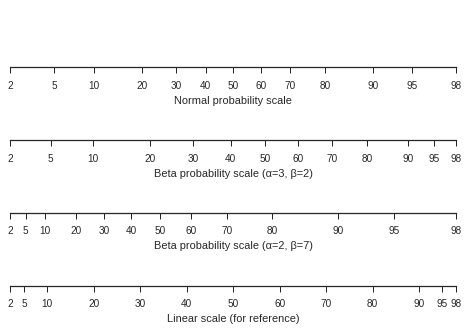 2 5 10 20 30 40 50 60 70 80 90 95 98
Normal probability scale
2 5 10 20 30 40 50 60 70 80 90 95 98
Beta probability scale (α=3, β=2)
2 5 10 20 30 40 50 60 70 80 90 95 98
Beta probability scale (α=2, β=7)
2 5 10 20 30 40 50 60 70 80 90 95 98
Linear scale (for reference)